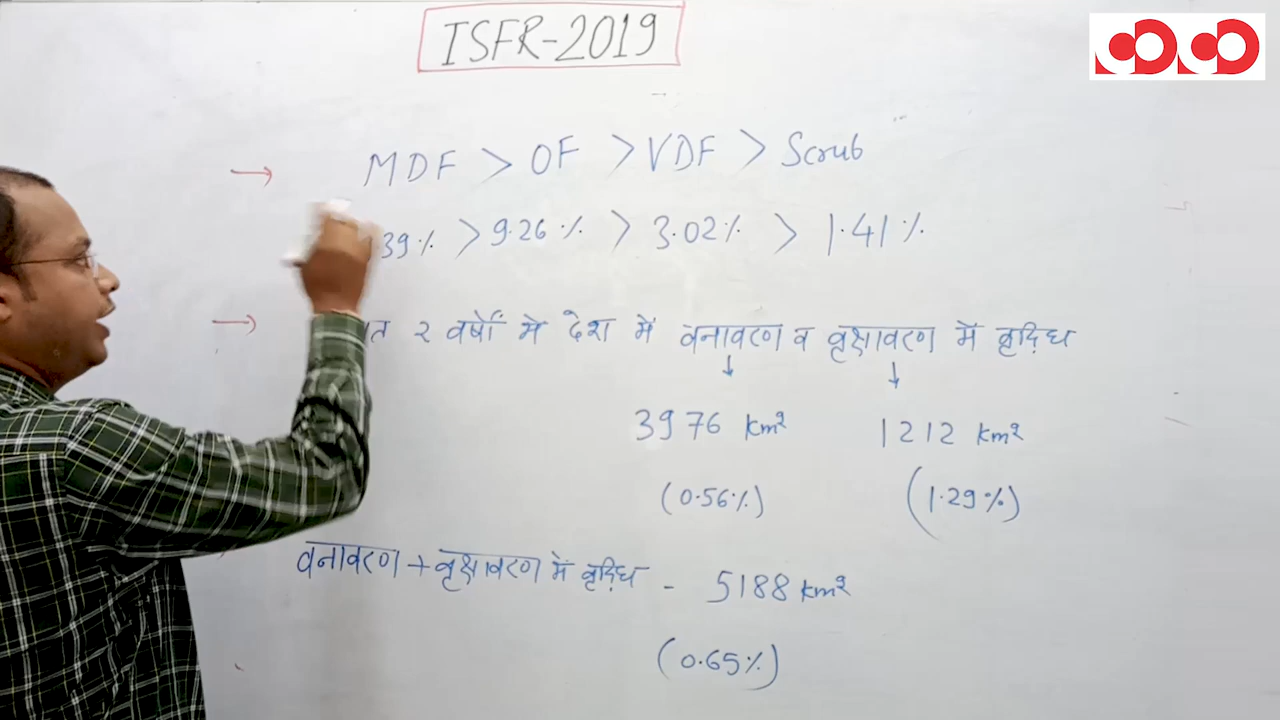 ISFR-2019
→ MDF > OF > VDF > Scrub
39% > 9.26% > 3.02% > 1.41%
→ २ वर्षों मे देश में वनावरण व वृक्षावरण में वृद्धि
↓ ↓
3976 km² 1212 km²
(0.56%) (1.29%)
वनावरण + वृक्षावरण में वृद्धि - 5188 km²
(0.65%)